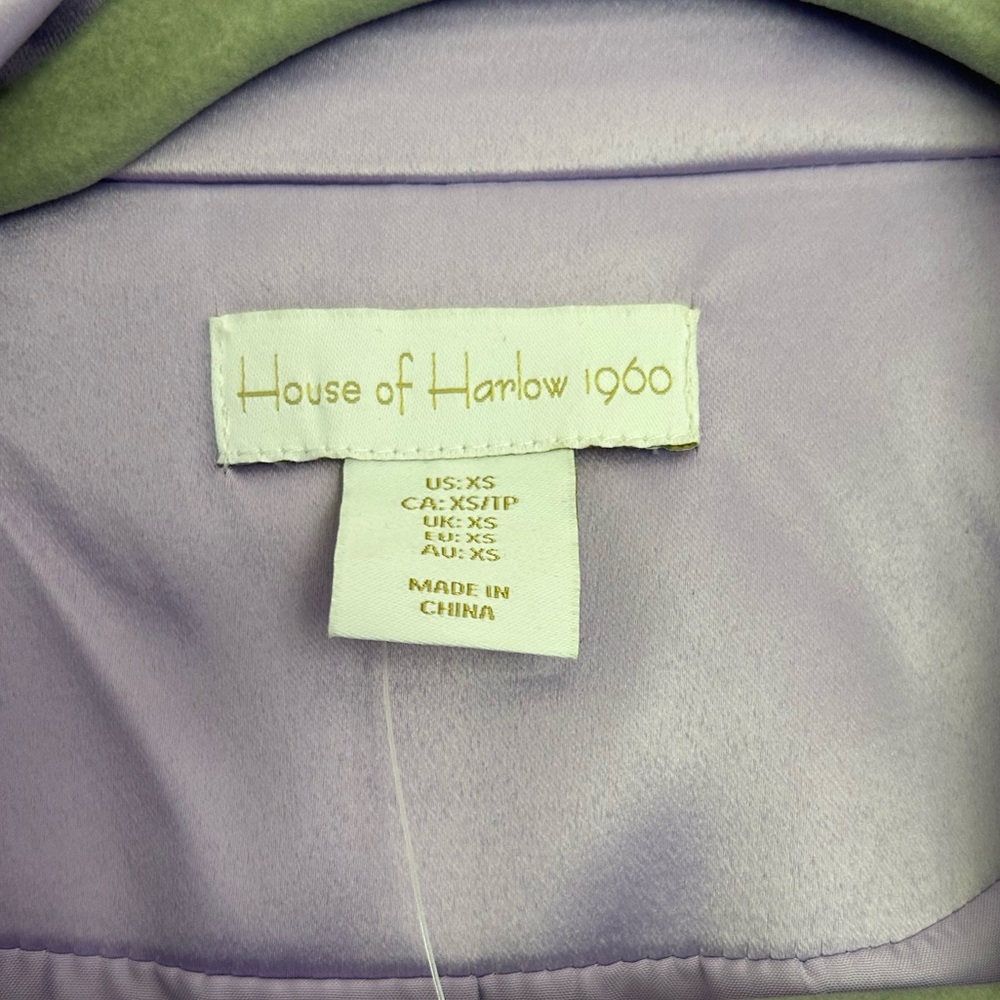 House of Harlow 1960
US: XS
CA: XS/TP
UK: XS
EU: XS
AU: XS
MADE IN
CHINA